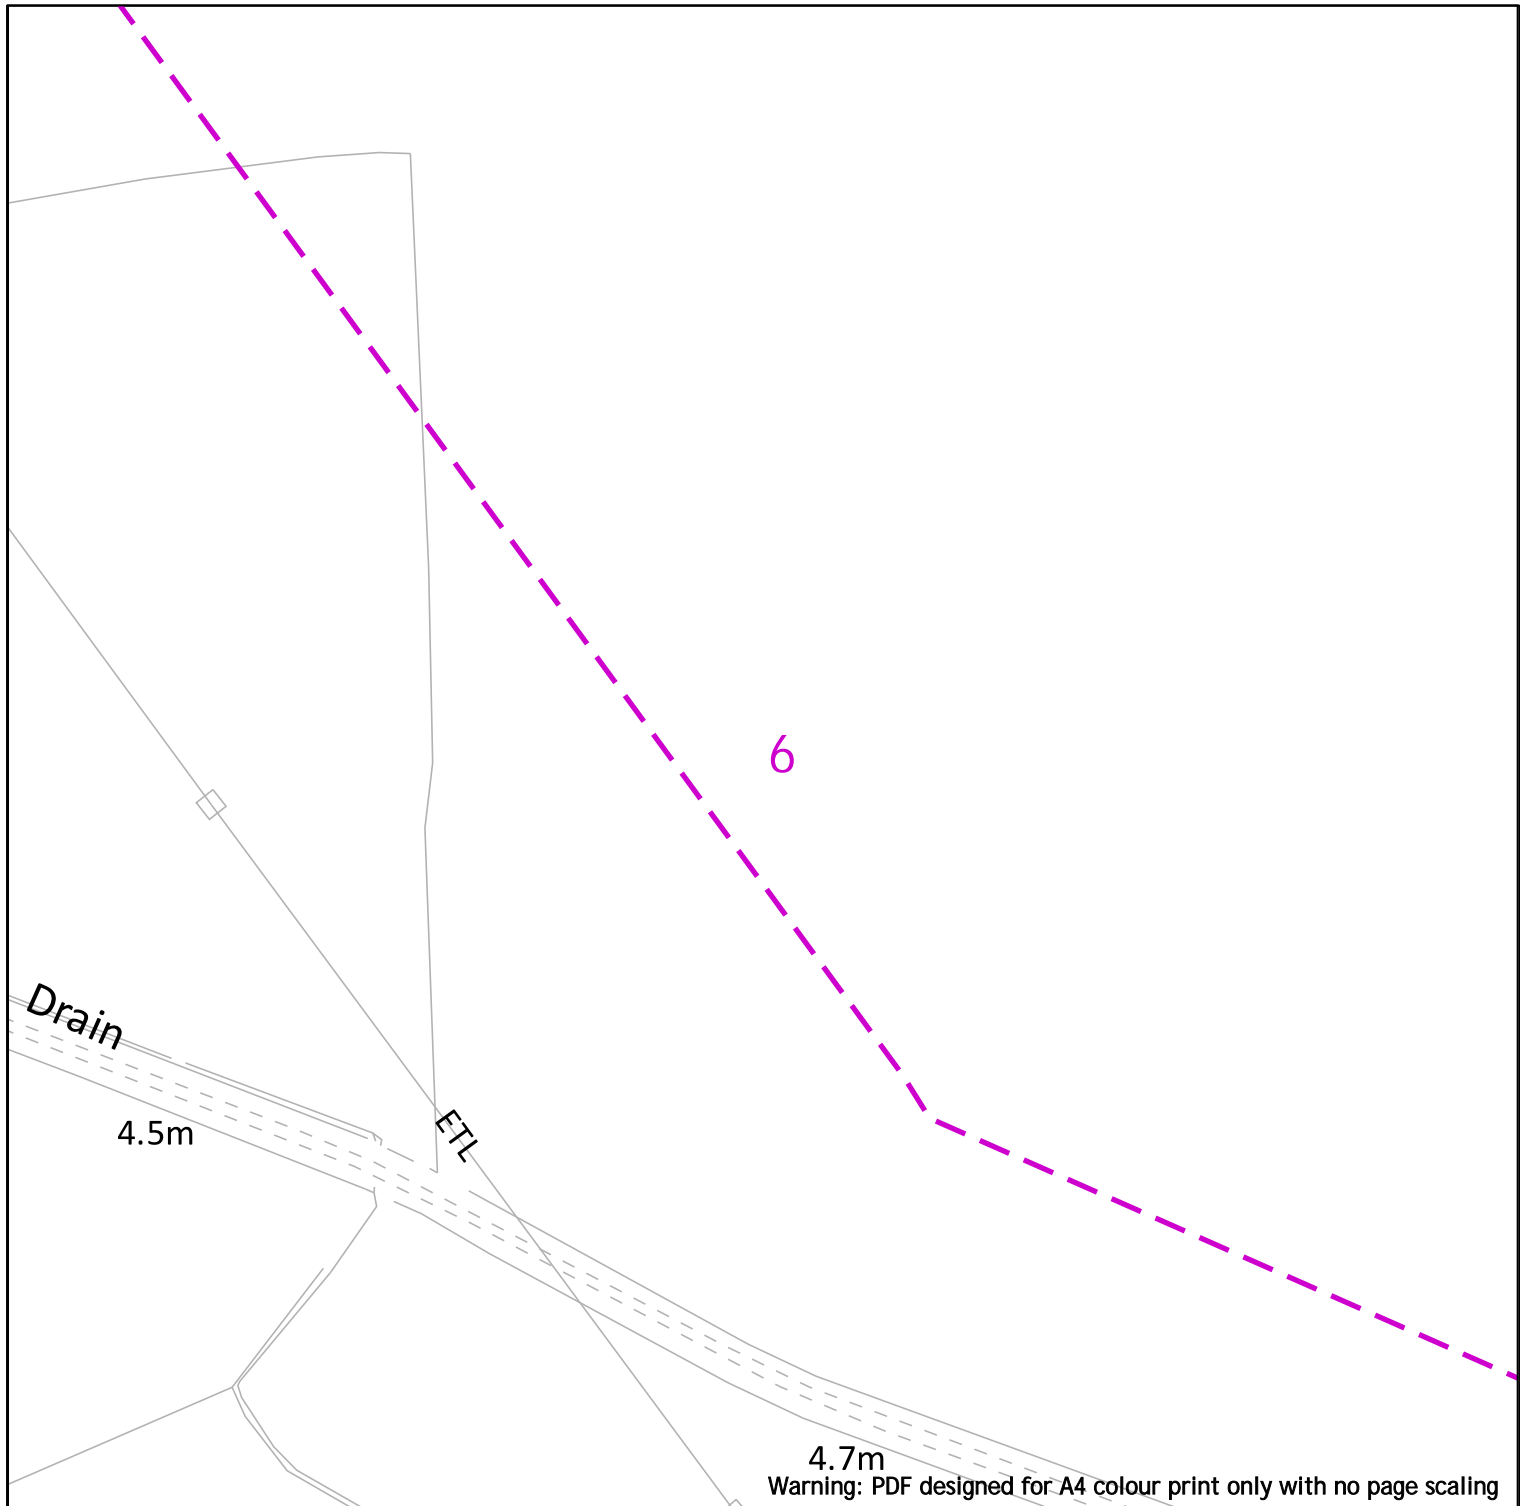 6
Drain
4.5m
ETL
4.7m
Warning: PDF designed for A4 colour print only with no page scaling